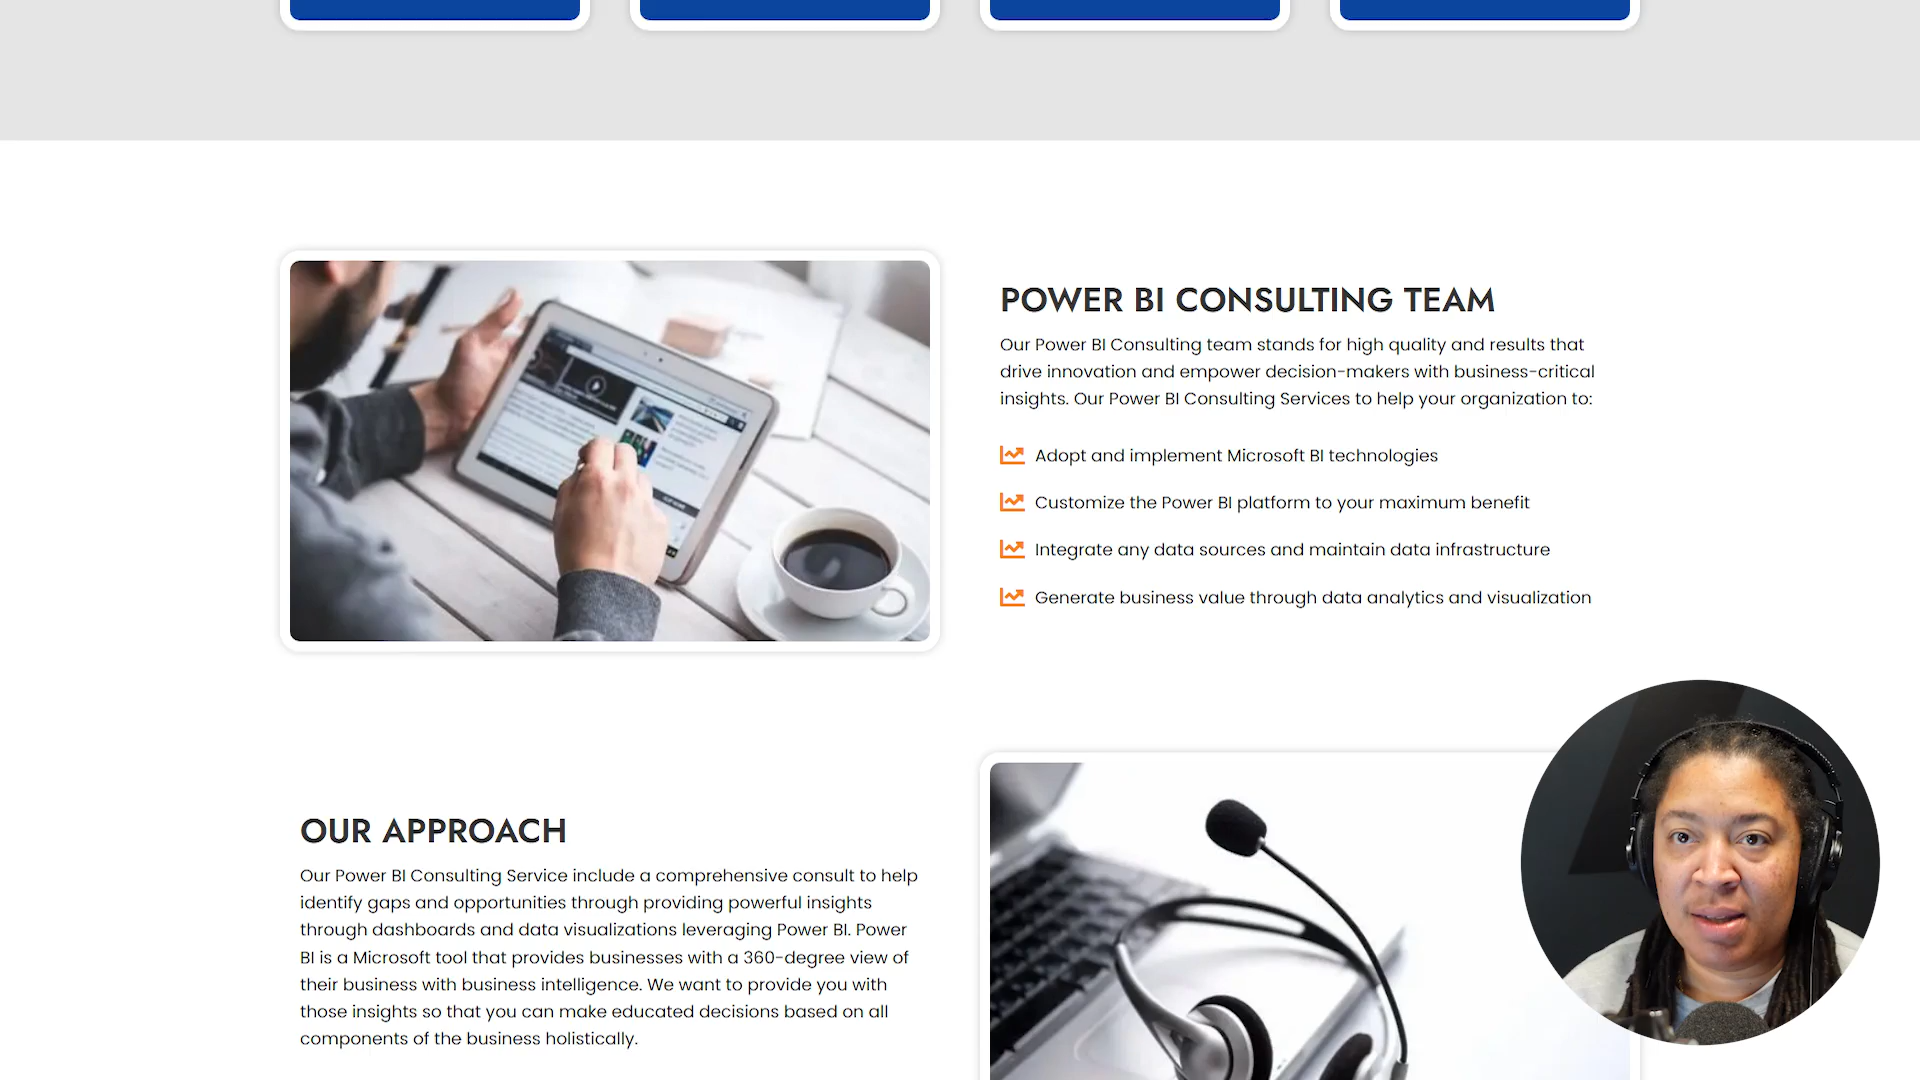 POWER BI CONSULTING TEAM
Our Power BI Consulting team stands for high quality and results that
drive innovation and empower decision-makers with business-critical
insights. Our Power BI Consulting Services to help your organization to:
Adopt and implement Microsoft BI technologies
Customize the Power BI platform to your maximum benefit
Integrate any data sources and maintain data infrastructure
Generate business value through data analytics and visualization
OUR APPROACH
Our Power BI Consulting Service include a comprehensive consult to help
identify gaps and opportunities through providing powerful insights
through dashboards and data visualizations leveraging Power BI. Power
BI is a Microsoft tool that provides businesses with a 360-degree view of
their business with business intelligence. We want to provide you with
those insights so that you can make educated decisions based on all
components of the business holistically.